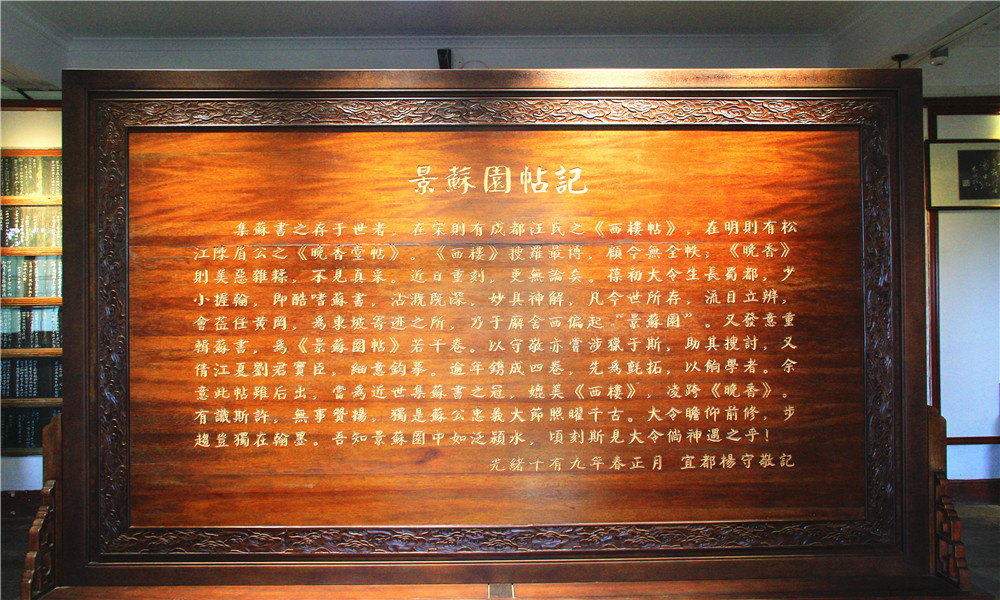 景蘇園帖記
集蘇書之存于世者，在宋則有成都汪氏之《西樓帖》，在明則有松
江陳眉公之《晚香堂帖》。《西樓》搜羅最博，顧今無全帙；《晚香》
則美惡雜糅，不見真采。近日重刻，更無論矣。葆初大令生長蜀都，少
小握翰，即酷嗜蘇書，沾溉既深，妙具神解，凡今世所存，流目立辨，
會蒞任黃岡，為東坡寄迹之所，乃于廟舍西偏起“景蘇園”。又發意重
輯蘇書，為《景蘇園帖》若干卷。以守敬亦嘗涉獵于斯，助其搜討，又
倩江夏劉君寶臣，細意鈎摹。逾年鐫成四卷，先為氈拓，以餉學者。余
意此帖雖后出，當為近世集蘇書之冠，媲美《西樓》，凌跨《晚香》。
有識斯許，無事贊揚，獨是蘇公忠義大節照曜千古。大令瞻仰前修，步
趨豈獨在翰墨。吾知景蘇園中如泛潁水，頃刻斯見大令倘神遇之乎！
光緒十有九年春正月 宜都楊守敬記